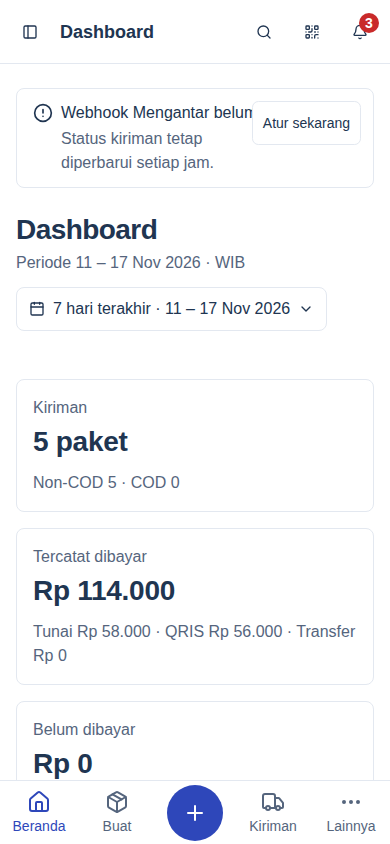 Dashboard
3
Webhook Mengantar belum
Atur sekarang
Status kiriman tetap
diperbarui setiap jam.
Dashboard
Periode 11 – 17 Nov 2026 · WIB
7 hari terakhir · 11 – 17 Nov 2026
Kiriman
5 paket
Non-COD 5 · COD 0
Tercatat dibayar
Rp 114.000
Tunai Rp 58.000 · QRIS Rp 56.000 · Transfer
Rp 0
Belum dibayar
Rp 0
Beranda
Buat
Kiriman
Lainnya